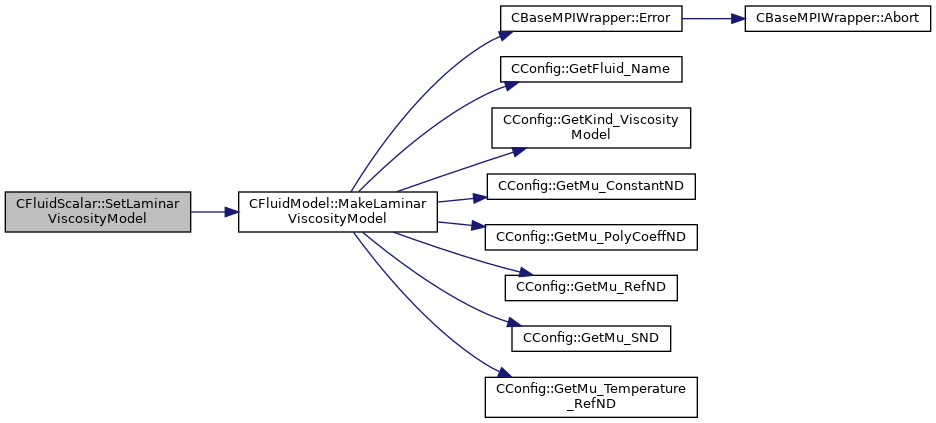 CFluidScalar::SetLaminar
ViscosityModel
CFluidModel::MakeLaminar
ViscosityModel
CBaseMPIWrapper::Error
CBaseMPIWrapper::Abort
CConfig::GetFluid_Name
CConfig::GetKind_Viscosity
Model
CConfig::GetMu_ConstantND
CConfig::GetMu_PolyCoeffND
CConfig::GetMu_RefND
CConfig::GetMu_SND
CConfig::GetMu_Temperature
_RefND